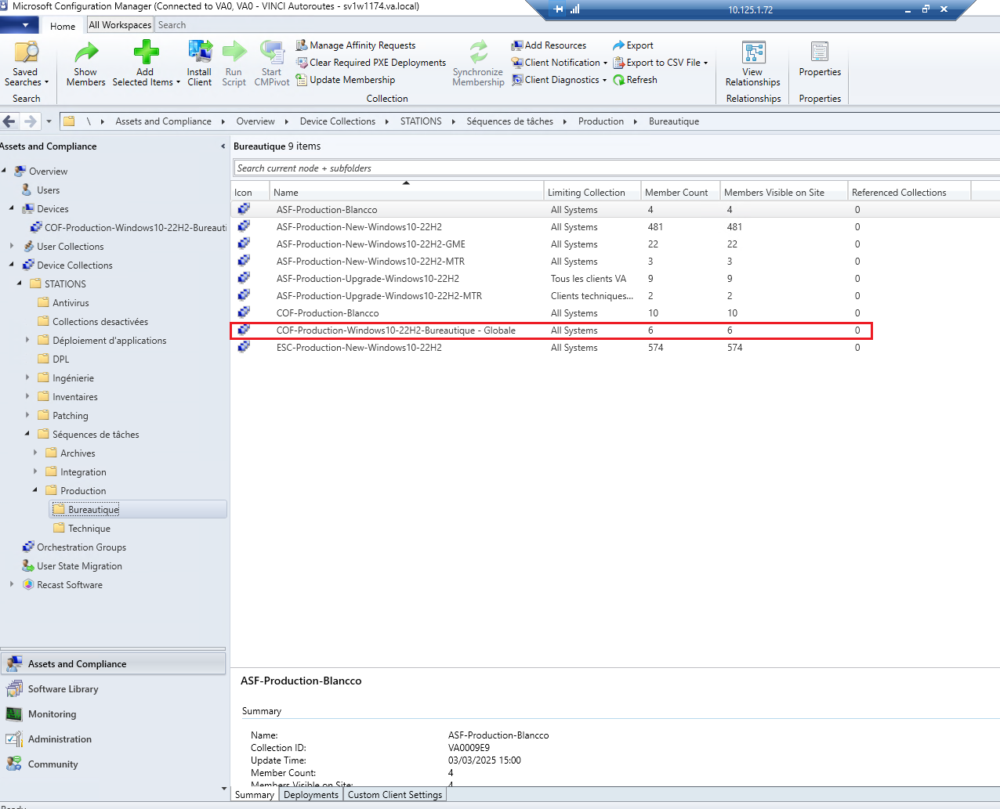 Microsoft Configuration Manager (Connected to VA0, VA0 - VINCI Autoroutes - sv1w1174.va.local)
10.125.1.72
Home
All Workspaces
Search
Saved Searches
Show Members
Add Selected Items
Install Client
Run Script
Start CMPivot
Manage Affinity Requests
Clear Required PXE Deployments
Update Membership
Synchronize Membership
Add Resources
Client Notification
Client Diagnostics
Export
Export to CSV File
Refresh
View Relationships
Properties
Search
Collection
Relationships
Properties
\ Assets and Compliance Overview Device Collections STATIONS Séquences de tâches Production Bureautique
Assets and Compliance
Overview
Users
Devices
COF-Production-Windows10-22H2-Bureauti
User Collections
Device Collections
STATIONS
Antivirus
Collections desactivées
Déploiement d'applications
DPL
Ingénierie
Inventaires
Patching
Séquences de tâches
Archives
Integration
Production
Bureautique
Technique
Orchestration Groups
User State Migration
Recast Software
Assets and Compliance
Software Library
Monitoring
Administration
Community
Bureautique 9 items
Search current node + subfolders
Icon Name Limiting Collection Member Count Members Visible on Site Referenced Collections
ASF-Production-Blancco All Systems 4 4 0
ASF-Production-New-Windows10-22H2 All Systems 481 481 0
ASF-Production-New-Windows10-22H2-GME All Systems 22 22 0
ASF-Production-New-Windows10-22H2-MTR All Systems 3 3 0
ASF-Production-Upgrade-Windows10-22H2 Tous les clients VA 9 9 0
ASF-Production-Upgrade-Windows10-22H2-MTR Clients techniques... 2 2 0
COF-Production-Blancco All Systems 10 10 0
COF-Production-Windows10-22H2-Bureautique - Globale All Systems 6 6 0
ESC-Production-New-Windows10-22H2 All Systems 574 574 0
ASF-Production-Blancco
Summary
Name: ASF-Production-Blancco
Collection ID: VA0009E9
Update Time: 03/03/2025 15:00
Member Count: 4
Members Visible on Site: 4
Summary Deployments Custom Client Settings
Ready